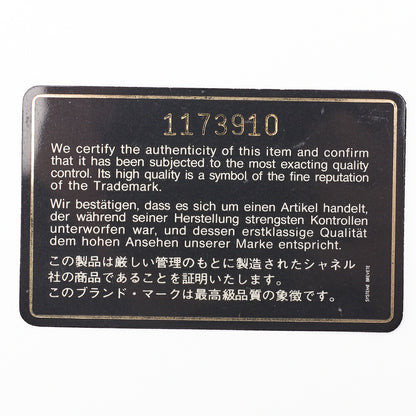 1173910
We certify the authenticity of this item and confirm
that it has been subjected to the most exacting quality
control. Its high quality is a symbol of the fine reputation
of the Trademark.
Wir bestätigen, dass es sich um einen Artikel handelt,
der während seiner Herstellung strengsten Kontrollen
unterworfen war, und dessen erstklassige Qualität
dem hohen Ansehen unserer Marke entspricht.
この製品は厳しい管理のもとに製造されたシャネル
社の商品であることを証明いたします。
このブランド・マークは最高級品質の象徴です。
SYSTEME BREVETE